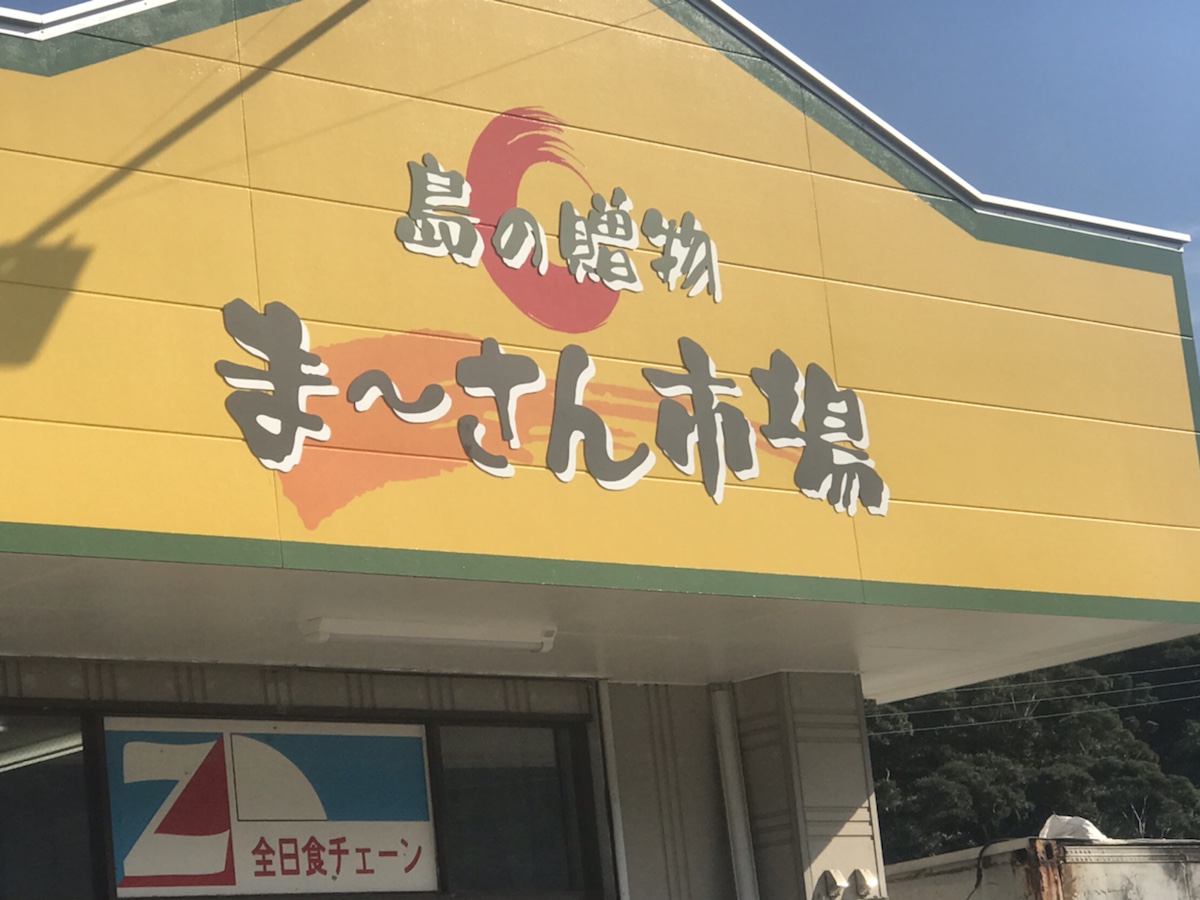 島の贈物
ま〜さん市場
全日食チェーン